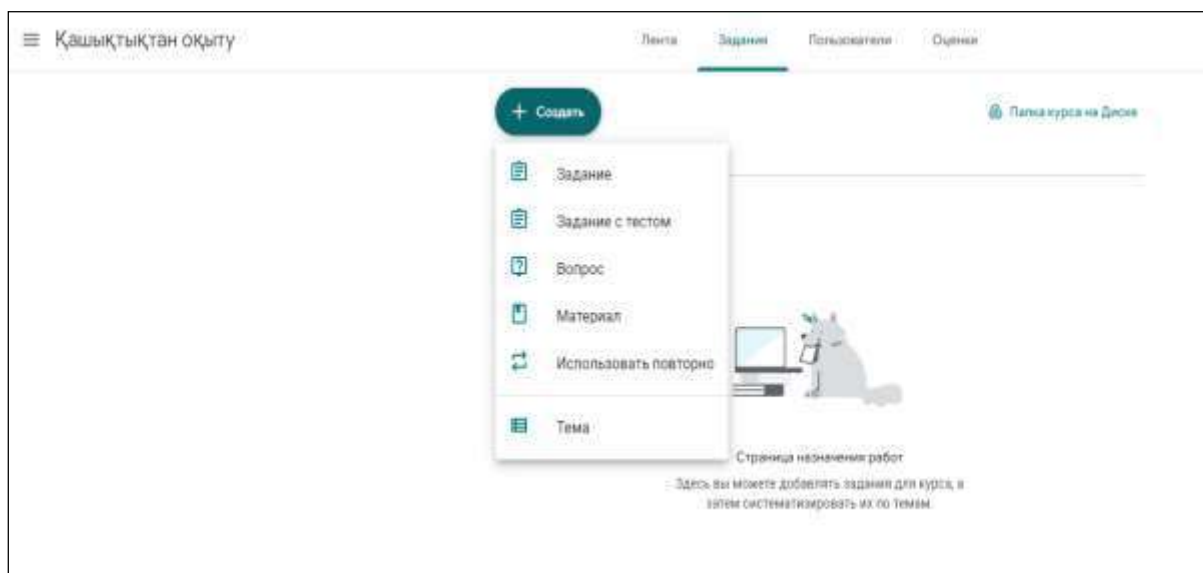 Қашықтықтан оқыту
Лента Задания Пользователи Оценки
Создать
Папка курса на Диске
Задание
Задание с тестом
Вопрос
Материал
Использовать повторно
Тема
Страница назначения работ
Здесь вы можете добавлять задания для курса, а
затем систематизировать их по темам.